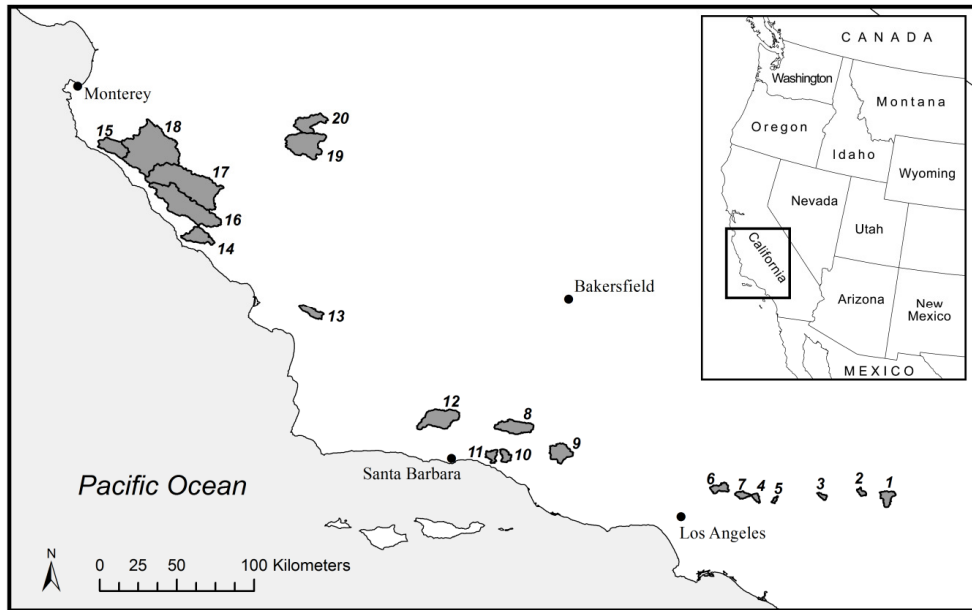 Monterey
15
18
20
19
17
16
14
13
Bakersfield
12
8
9
11
10
Santa Barbara
6
7
4
5
3
2
1
Los Angeles
Pacific Ocean
N
0 25 50 100 Kilometers
CANADA
Washington
Montana
Oregon
Idaho
Wyoming
Nevada
Utah
California
Arizona
New
Mexico
MEXICO